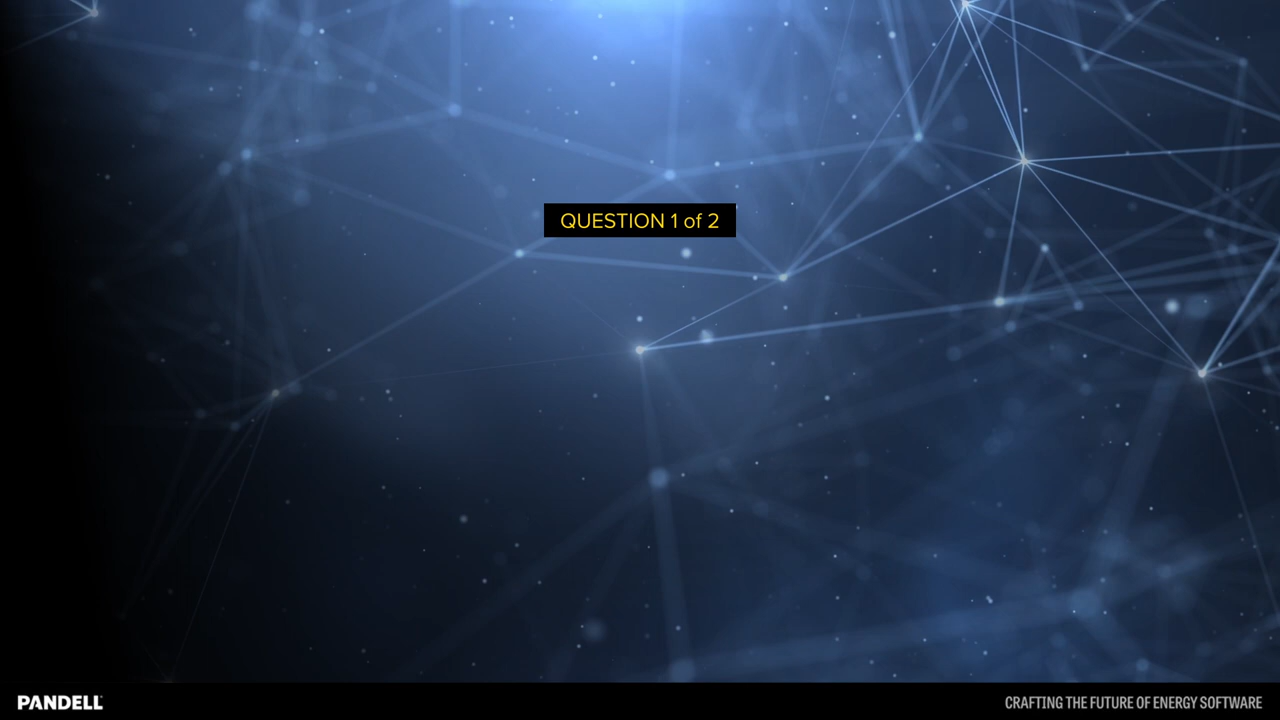 QUESTION 1 of 2
PANDELL
CRAFTING THE FUTURE OF ENERGY SOFTWARE